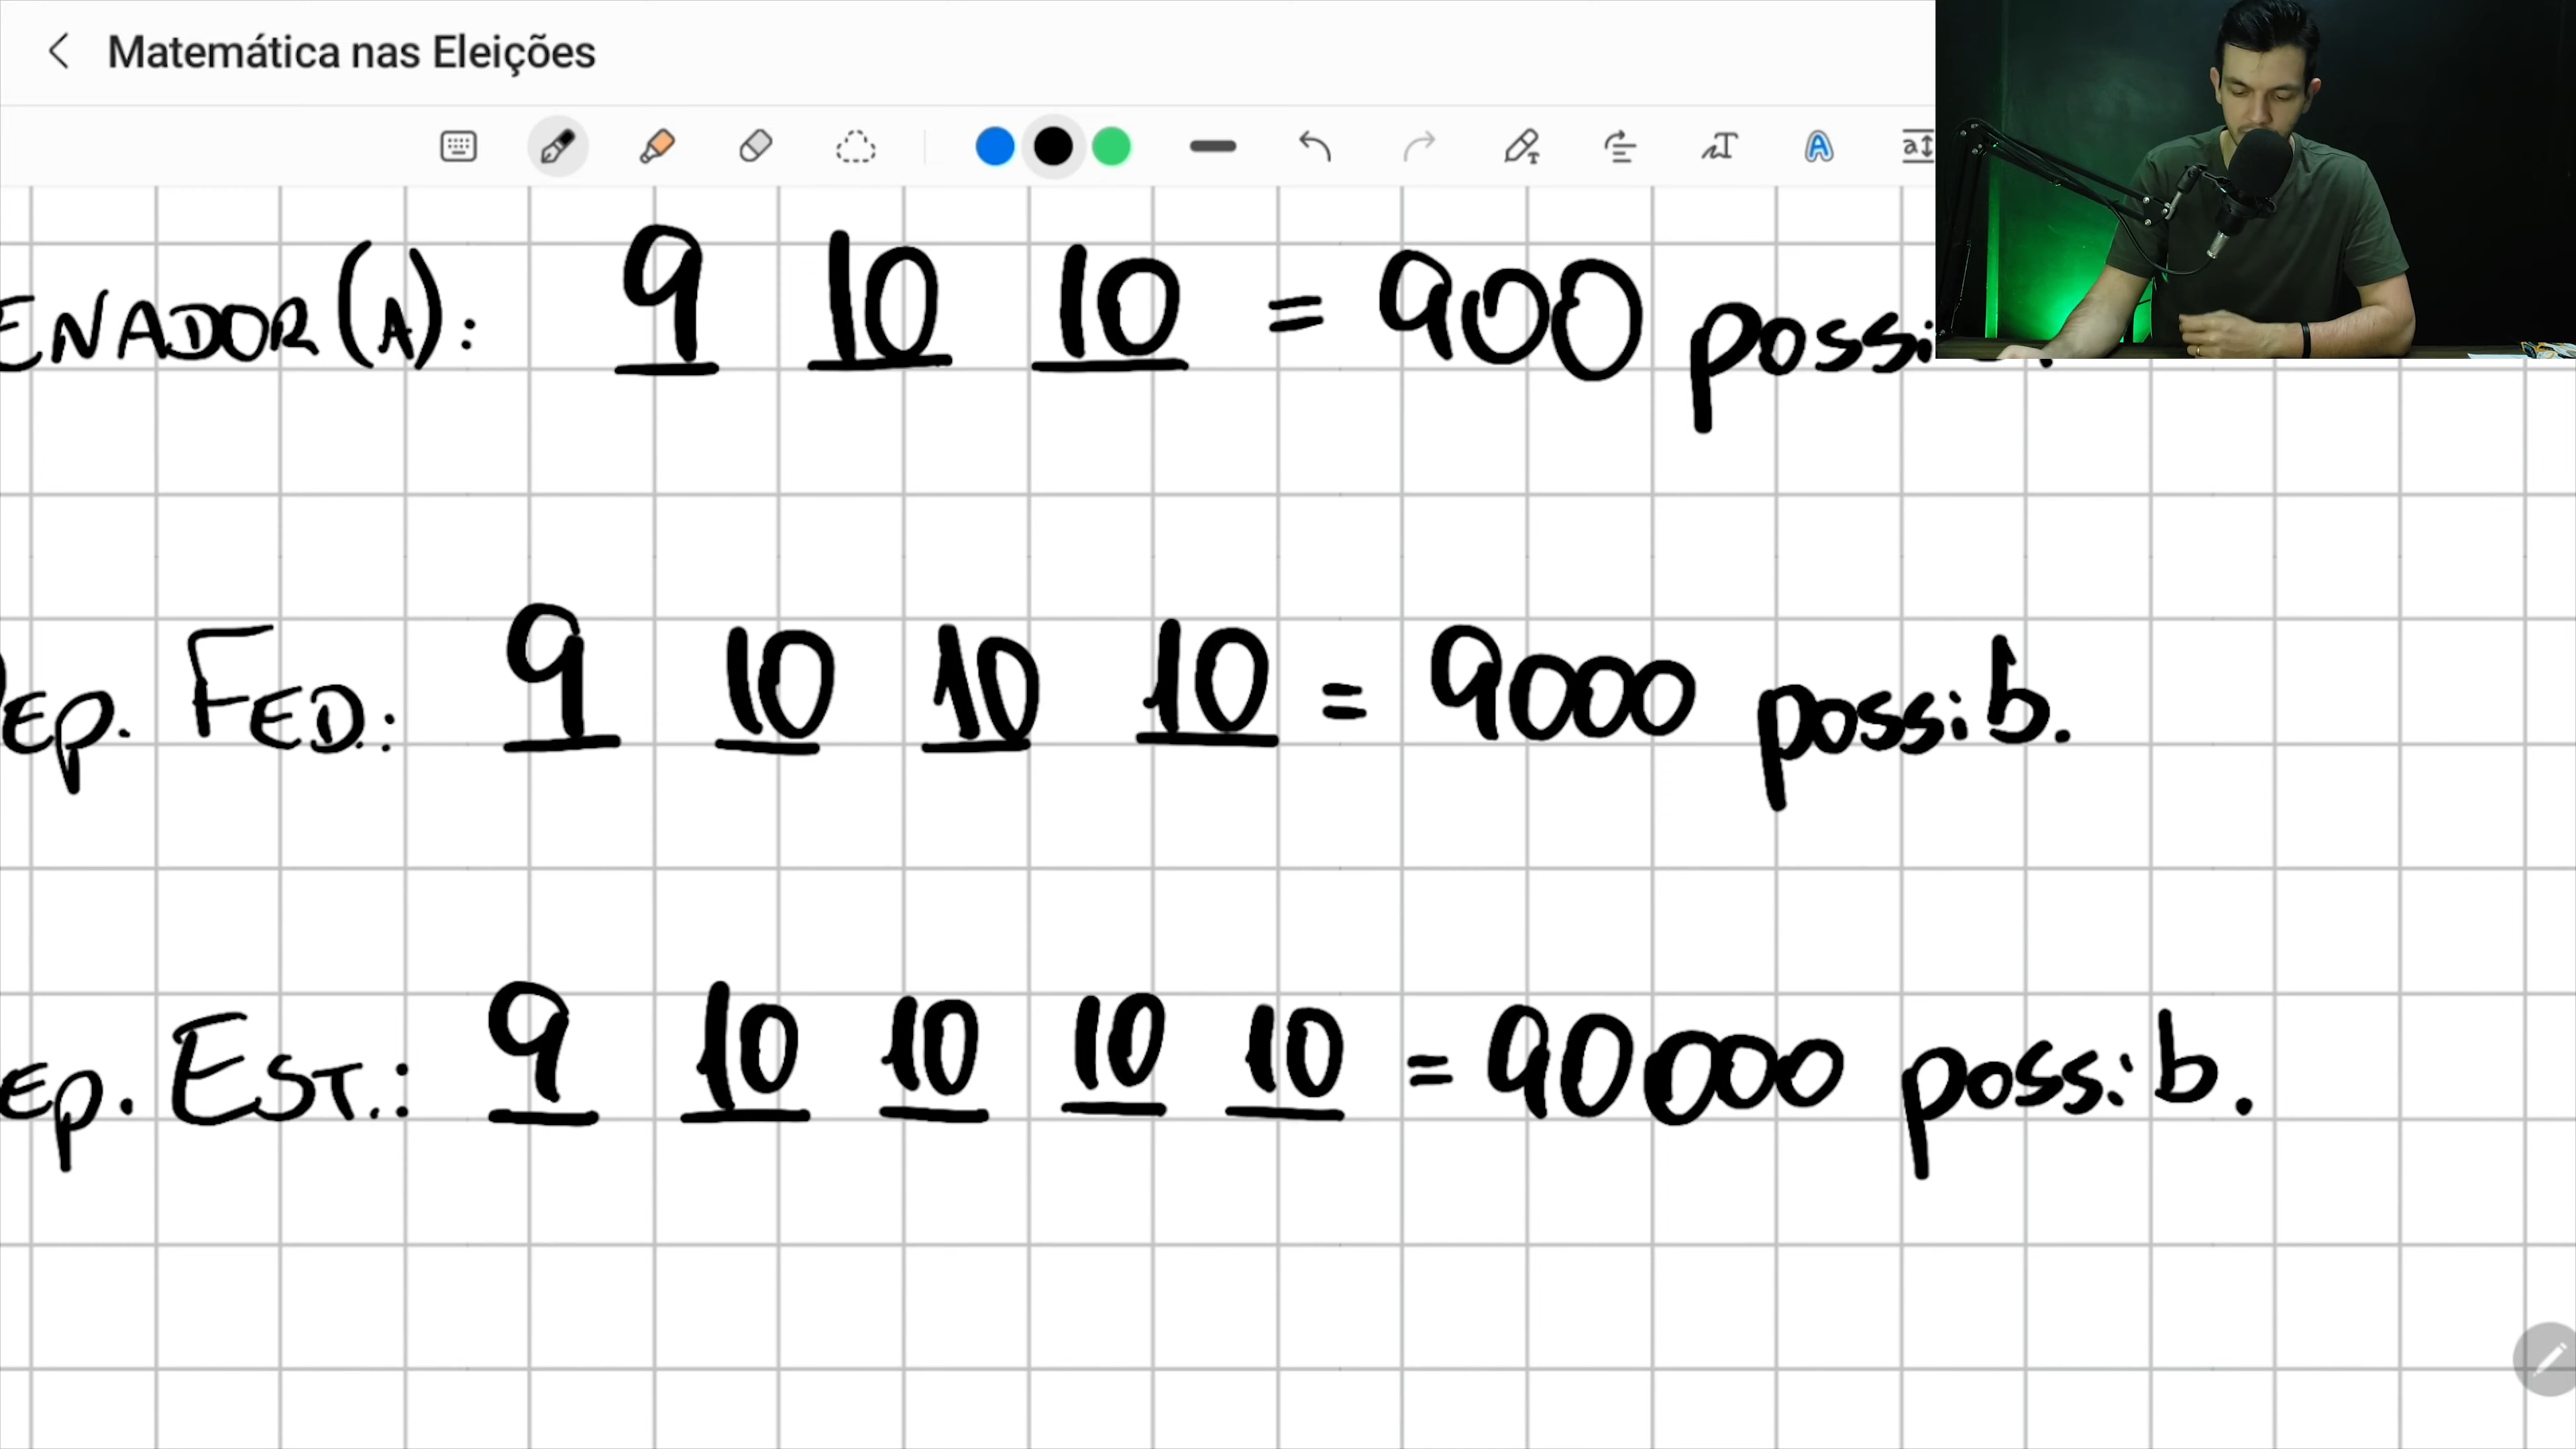 Matemática nas Eleições
ENADOR(A): 9 10 10 = 900 possi
ep. FED.: 9 10 10 10 = 9000 possib.
ep. EST.: 9 10 10 10 10 = 90000 possib.